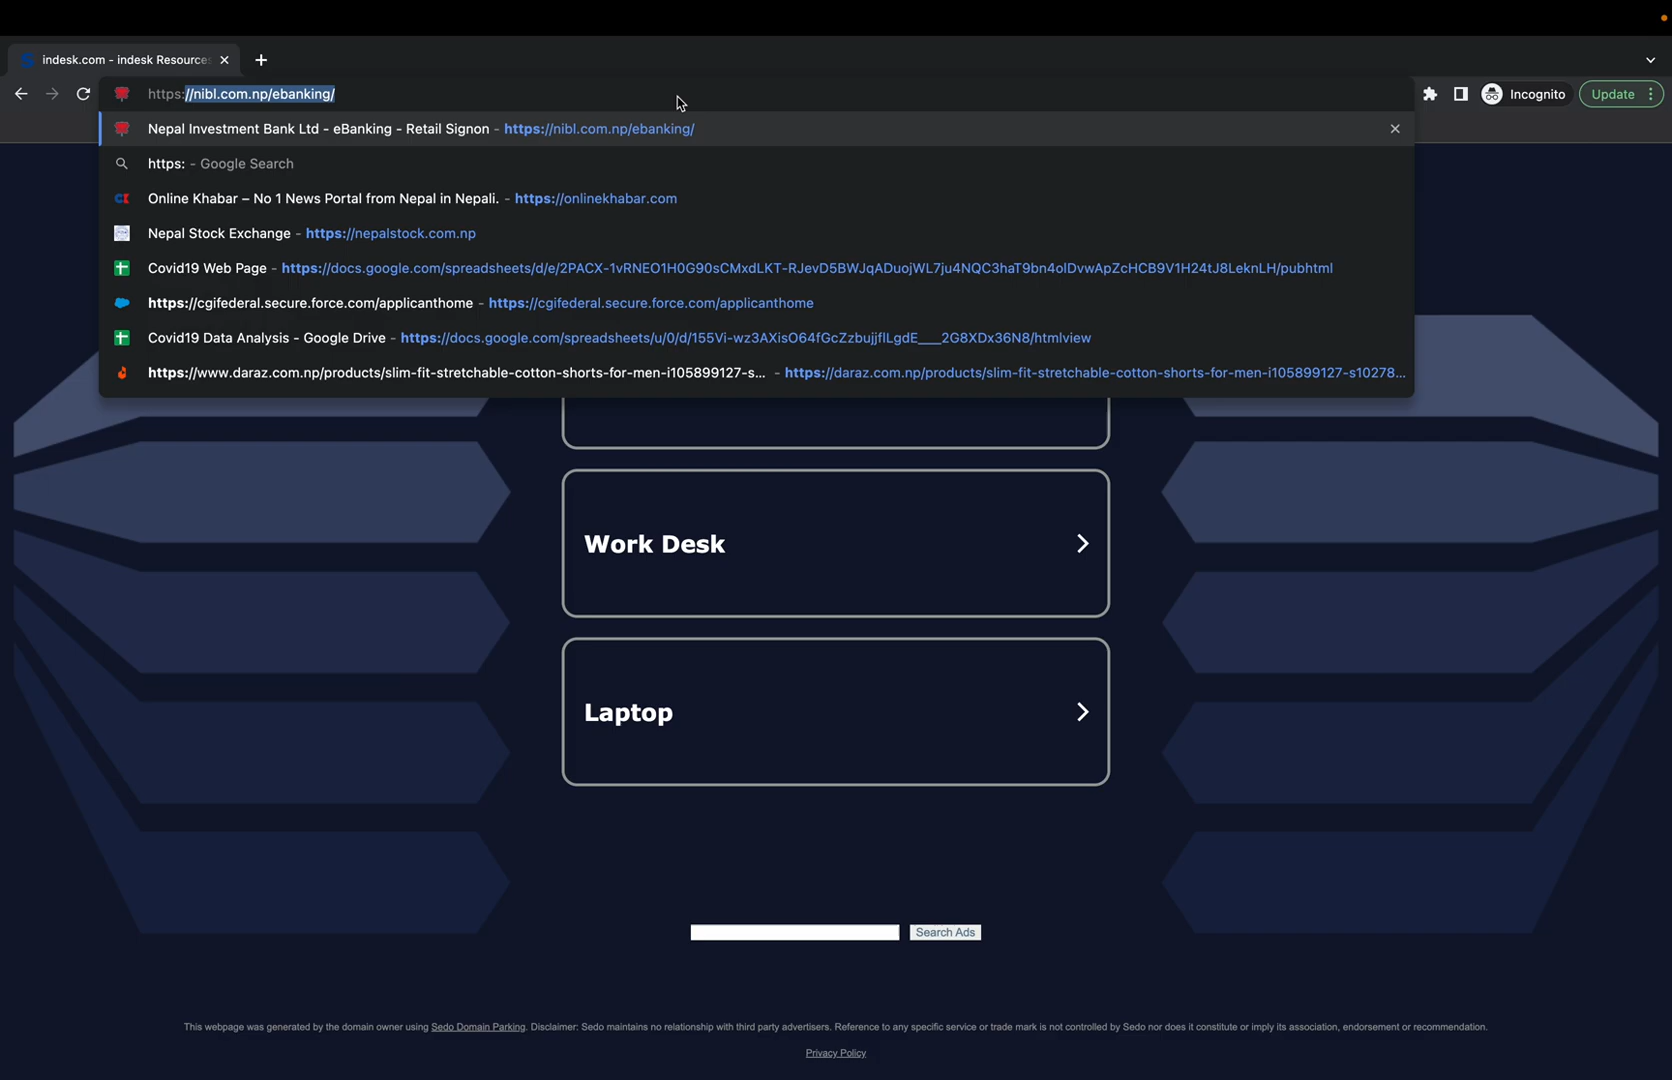 indesk.com - indesk Resources
https://nibl.com.np/ebanking/
Incognito
Update
Nepal Investment Bank Ltd - eBanking - Retail Signon - https://nibl.com.np/ebanking/
https: - Google Search
Online Khabar – No 1 News Portal from Nepal in Nepali. - https://onlinekhabar.com
Nepal Stock Exchange - https://nepalstock.com.np
Covid19 Web Page - https://docs.google.com/spreadsheets/d/e/2PACX-1vRNEO1H0G90sCMxdLKT-RJevD5BWJqADuojWL7ju4NQC3haT9bn4olDvwApZcHCB9V1H24tJ8LeknLH/pubhtml
https://cgifederal.secure.force.com/applicanthome - https://cgifederal.secure.force.com/applicanthome
Covid19 Data Analysis - Google Drive - https://docs.google.com/spreadsheets/u/0/d/155Vi-wz3AXisO64fGcZzbujjflLgdE___2G8XDx36N8/htmlview
https://www.daraz.com.np/products/slim-fit-stretchable-cotton-shorts-for-men-i105899127-s... - https://daraz.com.np/products/slim-fit-stretchable-cotton-shorts-for-men-i105899127-s10278...
Work Desk
Laptop
Search Ads
This webpage was generated by the domain owner using Sedo Domain Parking. Disclaimer: Sedo maintains no relationship with third party advertisers. Reference to any specific service or trade mark is not controlled by Sedo nor does it constitute or imply its association, endorsement or recommendation.
Privacy Policy